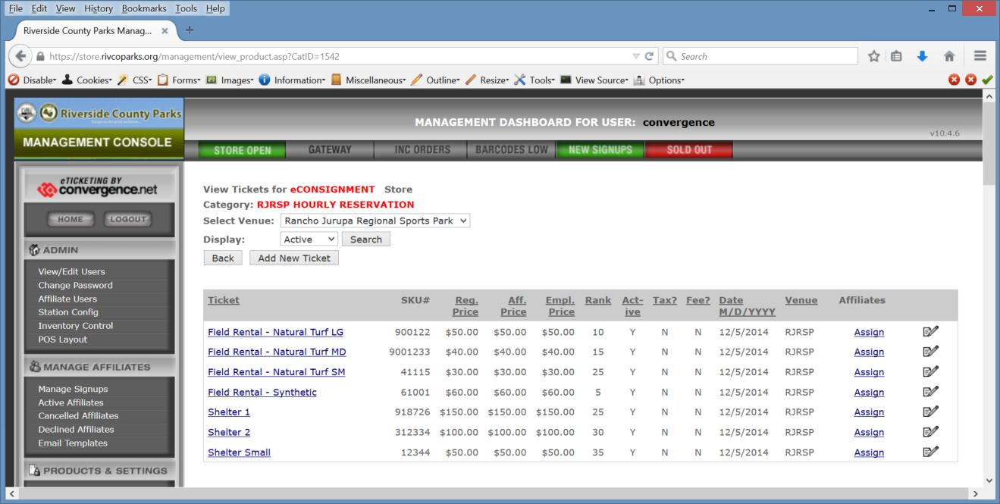 File Edit View History Bookmarks Tools Help
Riverside County Parks Manag...
https://store.rivcoparks.org/management/view_product.asp?CatID=1542
Search
Disable Cookies CSS Forms Images Information Miscellaneous Outline Resize Tools View Source Options
Riverside County Parks
MANAGEMENT CONSOLE
MANAGEMENT DASHBOARD FOR USER: convergence
v10.4.6
STORE OPEN GATEWAY INC ORDERS BARCODES LOW NEW SIGNUPS SOLD OUT
eTICKETING BY
convergence.net
HOME LOGOUT
ADMIN
View/Edit Users
Change Password
Affiliate Users
Station Config
Inventory Control
POS Layout
MANAGE AFFILIATES
Manage Signups
Active Affiliates
Cancelled Affiliates
Declined Affiliates
Email Templates
PRODUCTS & SETTINGS
View Tickets for eCONSIGNMENT Store
Category: RJRSP HOURLY RESERVATION
Select Venue: Rancho Jurupa Regional Sports Park
Display: Active Search
Back Add New Ticket
Ticket SKU# Reg. Price Aff. Price Empl. Price Rank Act-ive Tax? Fee? Date M/D/YYYY Venue Affiliates
Field Rental - Natural Turf LG 900122 $50.00 $50.00 $50.00 10 Y N N 12/5/2014 RJRSP Assign
Field Rental - Natural Turf MD 9001233 $40.00 $40.00 $40.00 15 Y N N 12/5/2014 RJRSP Assign
Field Rental - Natural Turf SM 41115 $30.00 $30.00 $30.00 25 Y N N 12/5/2014 RJRSP Assign
Field Rental - Synthetic 61001 $60.00 $60.00 $60.00 5 Y N N 12/5/2014 RJRSP Assign
Shelter 1 918726 $150.00 $150.00 $150.00 25 Y N N 12/5/2014 RJRSP Assign
Shelter 2 312334 $100.00 $100.00 $100.00 30 Y N N 12/5/2014 RJRSP Assign
Shelter Small 12344 $50.00 $50.00 $50.00 35 Y N N 12/5/2014 RJRSP Assign